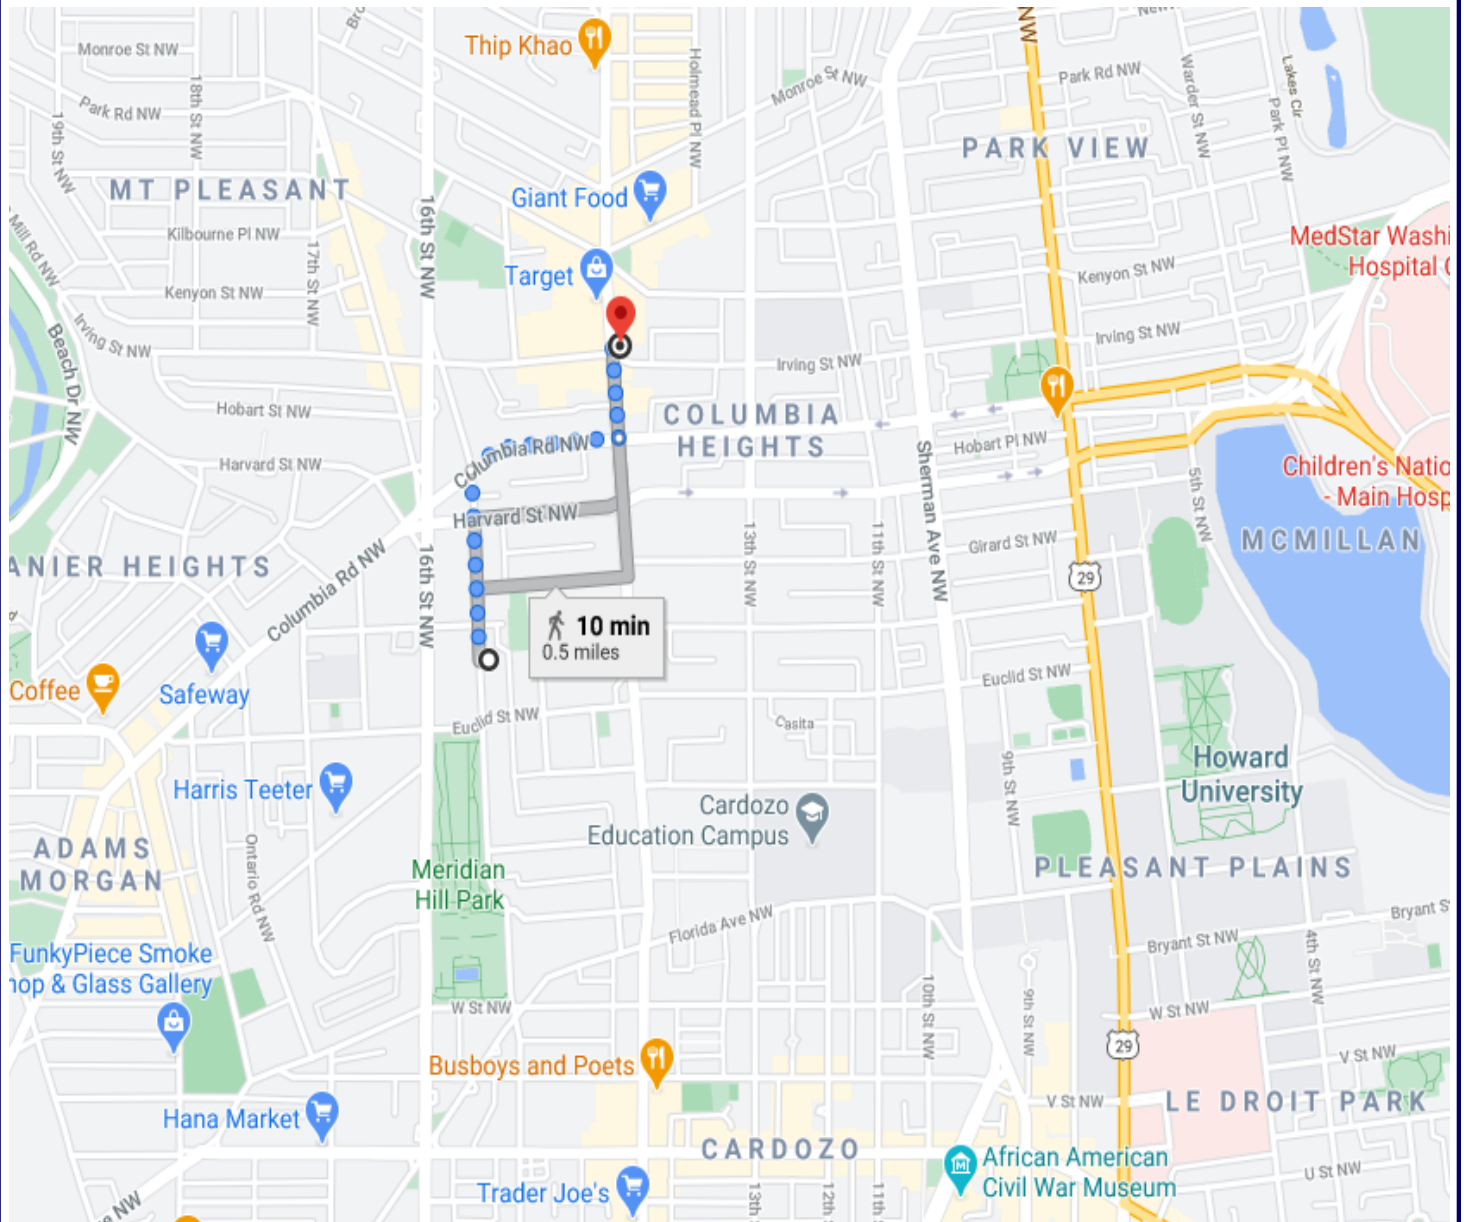 NW
New
Bro
Thip Khao
Monroe St NW
Holmead Pl NW
Monroe St NW
Park Rd NW
Warder St NW
Lakes Cir
Park Pl NW
18th St NW
Park Rd NW
19th St NW
PARK VIEW
MT PLEASANT
Giant Food
16th St NW
Mill Rd NW
Kilbourne Pl NW
17th St NW
MedStar Washi
Hospital C
Target
Kenyon St NW
Kenyon St NW
Irving St NW
Beach Dr NW
Irving St NW
Irving St NW
Hobart St NW
COLUMBIA
HEIGHTS
Columbia Rd NW
Hobart Pl NW
Sherman Ave NW
Harvard St NW
5th St NW
Children's Natio
- Main Hosp
Harvard St NW
MCMILLAN
13th St NW
11th St NW
Girard St NW
ANIER HEIGHTS
Columbia Rd NW
16th St NW
29
10 min
0.5 miles
Coffee
Safeway
Euclid St NW
Euclid St NW
Casita
9th St NW
Howard
University
Harris Teeter
Cardozo
Education Campus
ADAMS
MORGAN
Ontario Rd NW
Meridian
Hill Park
PLEASANT PLAINS
Florida Ave NW
Bryant S
Bryant St NW
FunkyPiece Smoke
hop & Glass Gallery
10th St NW
9th St NW
4th St NW
W St NW
W St NW
29
V St NW
Busboys and Poets
Hana Market
V St NW
LE DROIT PARK
CARDOZO
African American
Civil War Museum
U St NW
Trader Joe's
13th
12th St
11th St
e NW